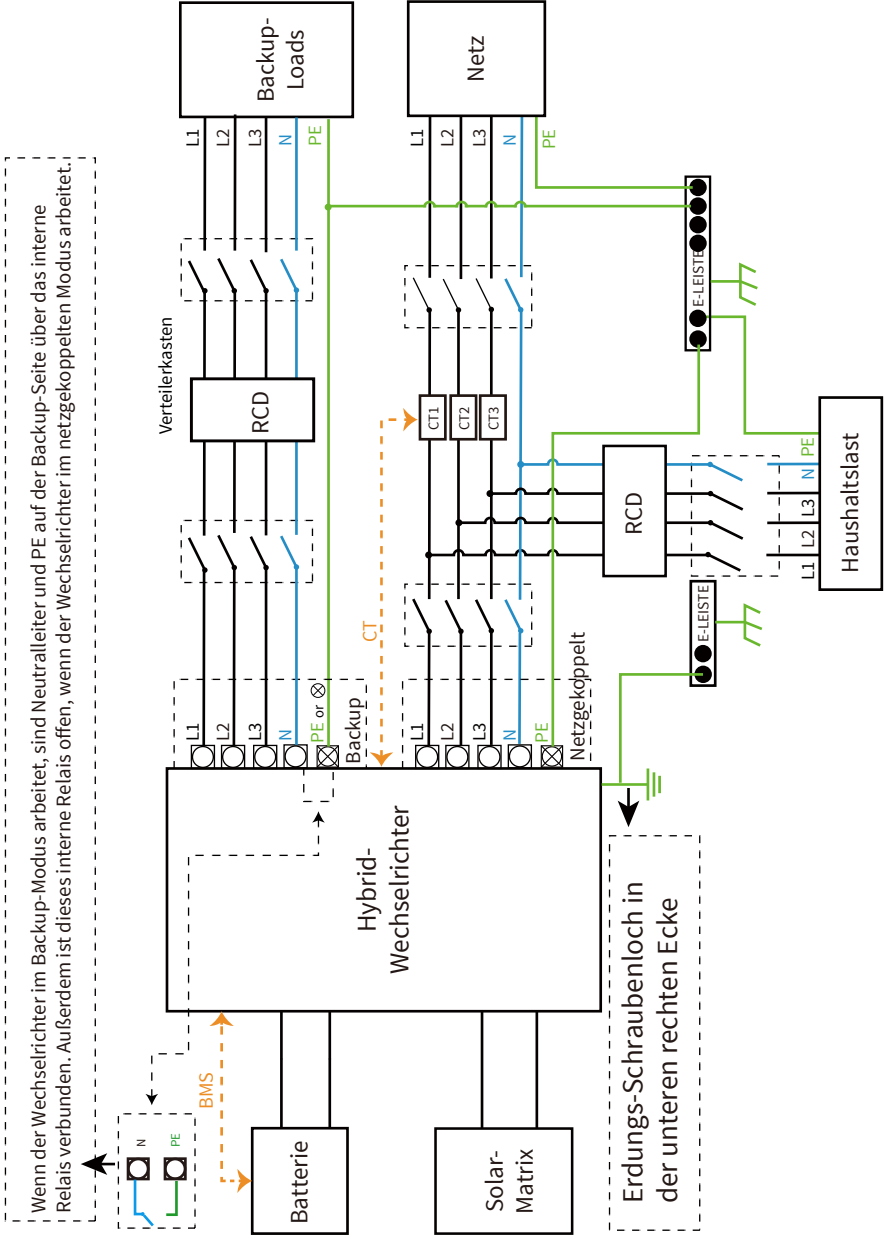 Wenn der Wechselrichter im Backup-Modus arbeitet, sind Neutralleiter und PE auf der Backup-Seite über das interne
Relais verbunden. Außerdem ist dieses interne Relais offen, wenn der Wechselrichter im netzgekoppelten Modus arbeitet.
N
PE
BMS
Batterie
Solar-
Matrix
Hybrid-
Wechselrichter
Erdungs-Schraubenloch in
der unteren rechten Ecke
L1
L2
L3
N
PE or ⊗
Backup
CT
L1
L2
L3
N
PE
Netzgekoppelt
Verteilerkasten
RCD
L1
L2
L3
N
PE
Backup-
Loads
CT1
CT2
CT3
L1
L2
L3
N
PE
Netz
RCD
L1
L2
L3
N
PE
Haushaltslast
E-LEISTE
E-LEISTE